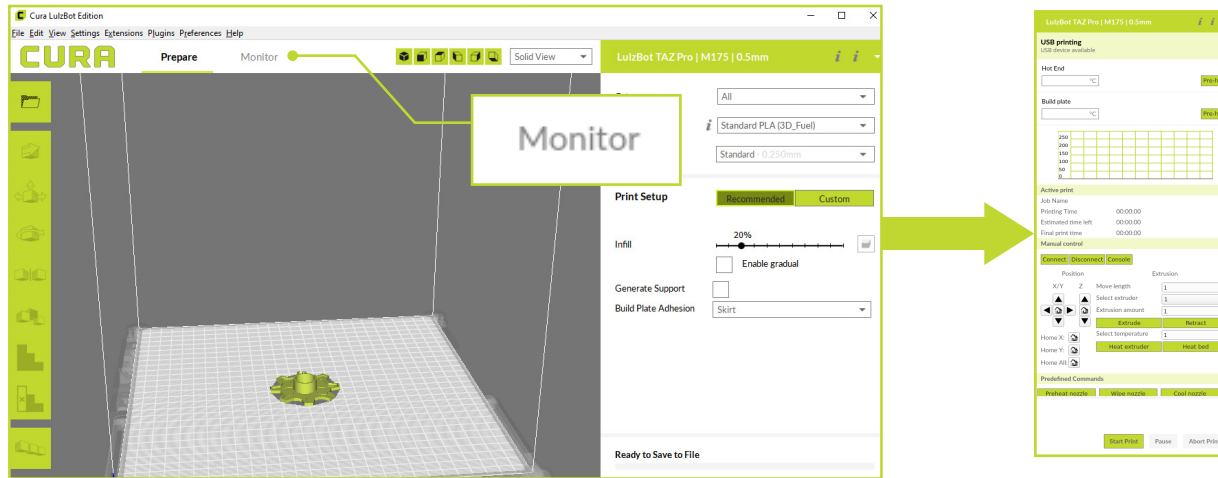 Cura LulzBot Edition
File Edit View Settings Extensions Plugins Preferences Help
CURA
Prepare
Monitor
Solid View
LulzBot TAZ Pro | M175 | 0.5mm
i i
Monitor
All
i
Standard PLA (3D_Fuel)
Standard - 0.250mm
Print Setup
Recommended
Custom
Infill
20%
Enable gradual
Generate Support
Build Plate Adhesion
Skirt
Ready to Save to File
LulzBot TAZ Pro | M175 | 0.5mm
i i
USB printing
USB device available
Hot End
°C
Pre-h
Build plate
°C
Pre-h
250
200
150
100
50
0
Active print
Job Name
Printing Time 00:00:00
Estimated time left 00:00:00
Final print time 00:00:00
Manual control
Connect Disconnect Console
Position Extrusion
X/Y Z Move length 1
Select extruder 1
Extrusion amount 1
Extrude Retract
Select temperature 1
Home X:
Heat extruder Heat bed
Home Y:
Home All:
Predefined Commands
Preheat nozzle Wipe nozzle Cool nozzle
Start Print Pause Abort Prin